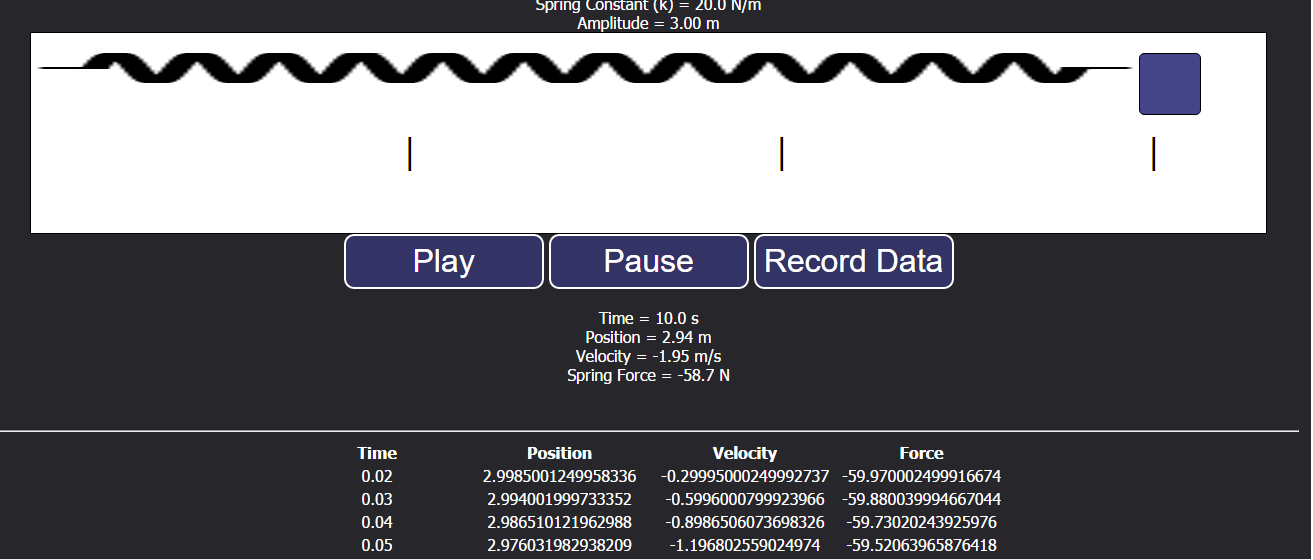 Spring Constant (k) = 20.0 N/m
Amplitude = 3.00 m
Play Pause Record Data
Time = 10.0 s
Position = 2.94 m
Velocity = -1.95 m/s
Spring Force = -58.7 N
Time Position Velocity Force
0.02 2.9985001249958336 -0.29995000249992737 -59.970002499916674
0.03 2.994001999733352 -0.5996000799923966 -59.880039994667044
0.04 2.986510121962988 -0.8986506073698326 -59.73020243925976
0.05 2.976031982938209 -1.196802559024974 -59.52063965876418